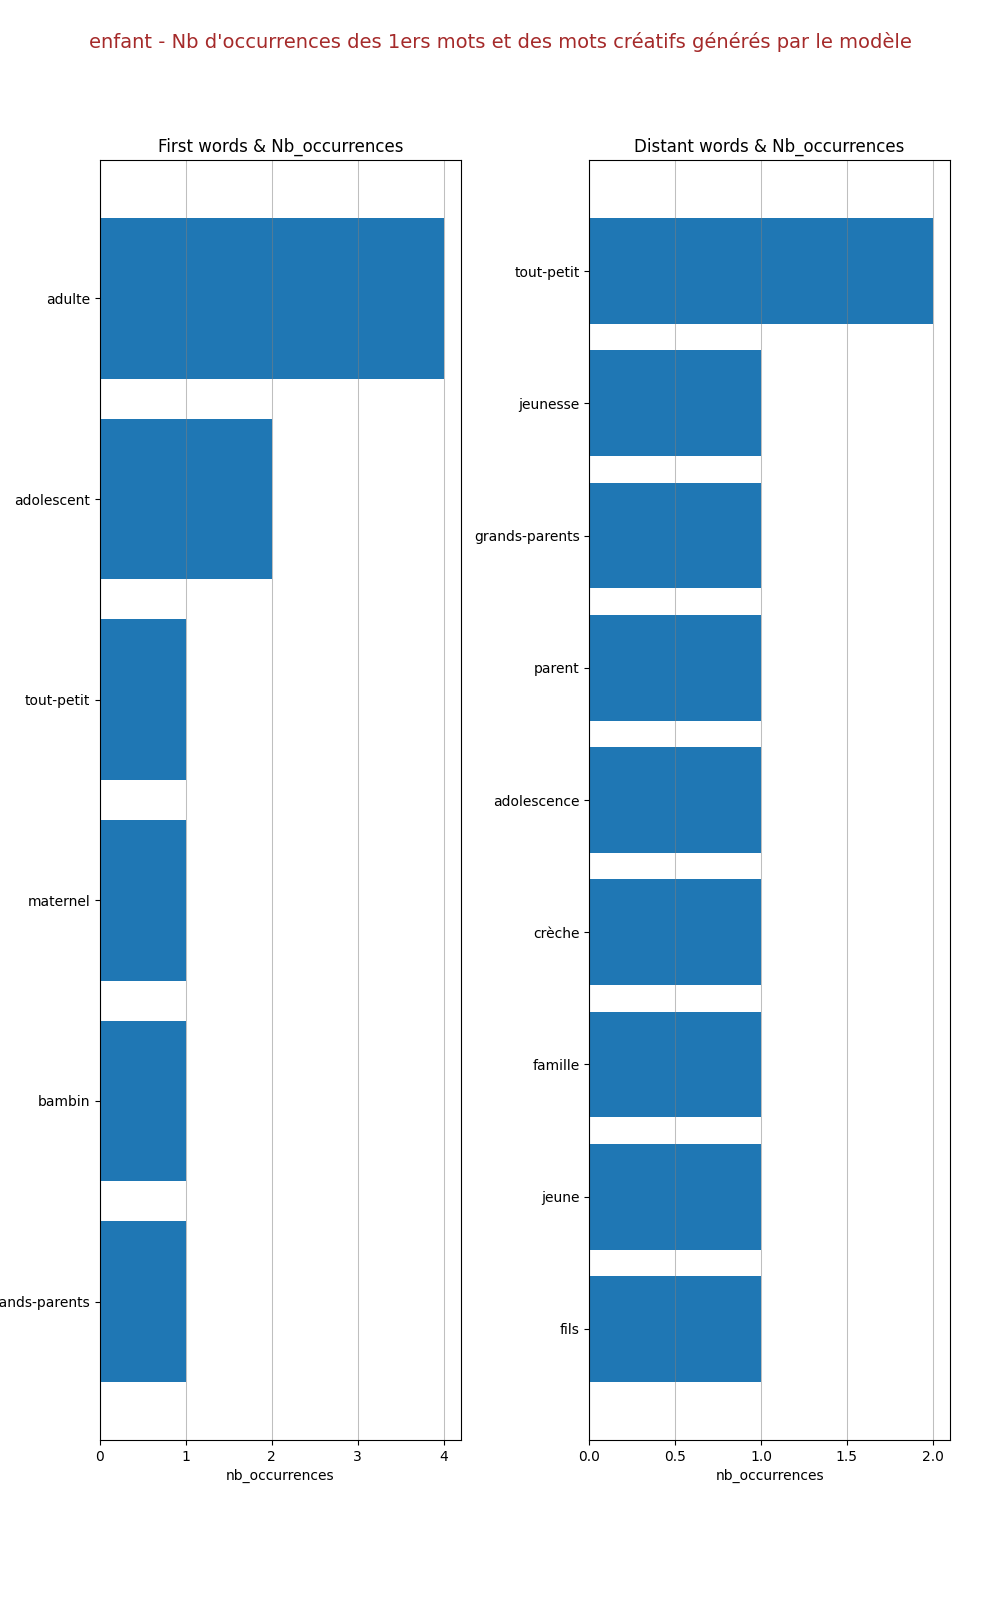 enfant - Nb d'occurrences des 1ers mots et des mots créatifs générés par le modèle
First words & Nb_occurrences
adulte
adolescent
tout-petit
maternel
bambin
ands-parents
0 1 2 3 4
nb_occurrences
Distant words & Nb_occurrences
tout-petit
jeunesse
grands-parents
parent
adolescence
crèche
famille
jeune
fils
0.0 0.5 1.0 1.5 2.0
nb_occurrences